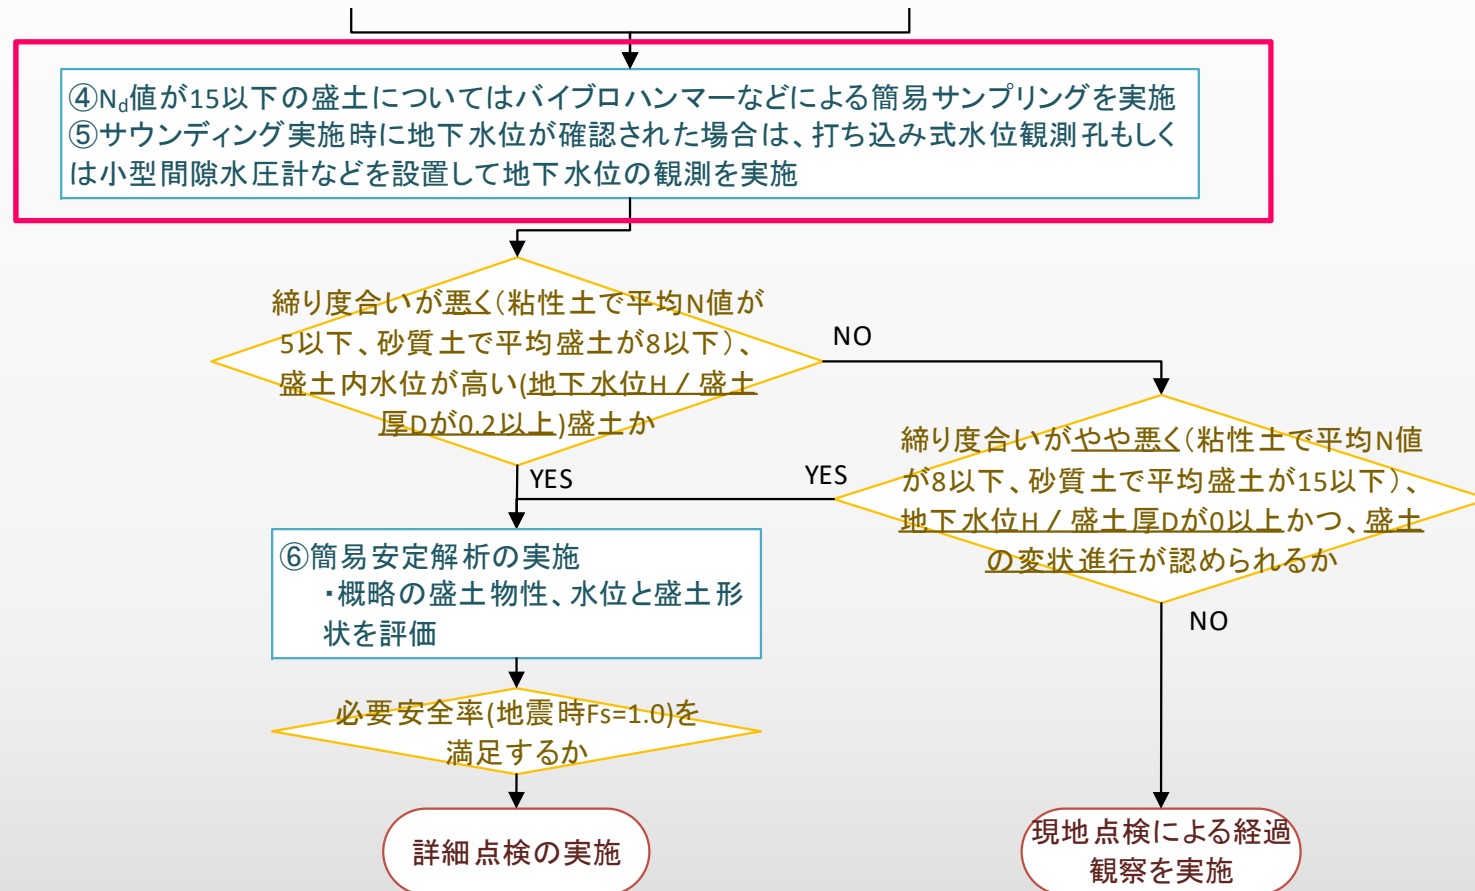 ④Nd値が15以下の盛土についてはバイブロハンマーなどによる簡易サンプリングを実施
⑤サウンディング実施時に地下水位が確認された場合は、打ち込み式水位観測孔もしく
は小型間隙水圧計などを設置して地下水位の観測を実施
締り度合いが悪く(粘性土で平均N値が
5以下、砂質土で平均盛土が8以下)、
盛土内水位が高い(地下水位H/盛土
厚Dが0.2以上)盛土か
NO
YES
締り度合いがやや悪く(粘性土で平均N値
が8以下、砂質土で平均盛土が15以下)、
地下水位H/盛土厚Dが0以上かつ、盛土
の変状進行が認められるか
YES
NO
⑥簡易安定解析の実施
・概略の盛土物性、水位と盛土形
状を評価
必要安全率(地震時Fs=1.0)を
満足するか
詳細点検の実施
現地点検による経過
観察を実施